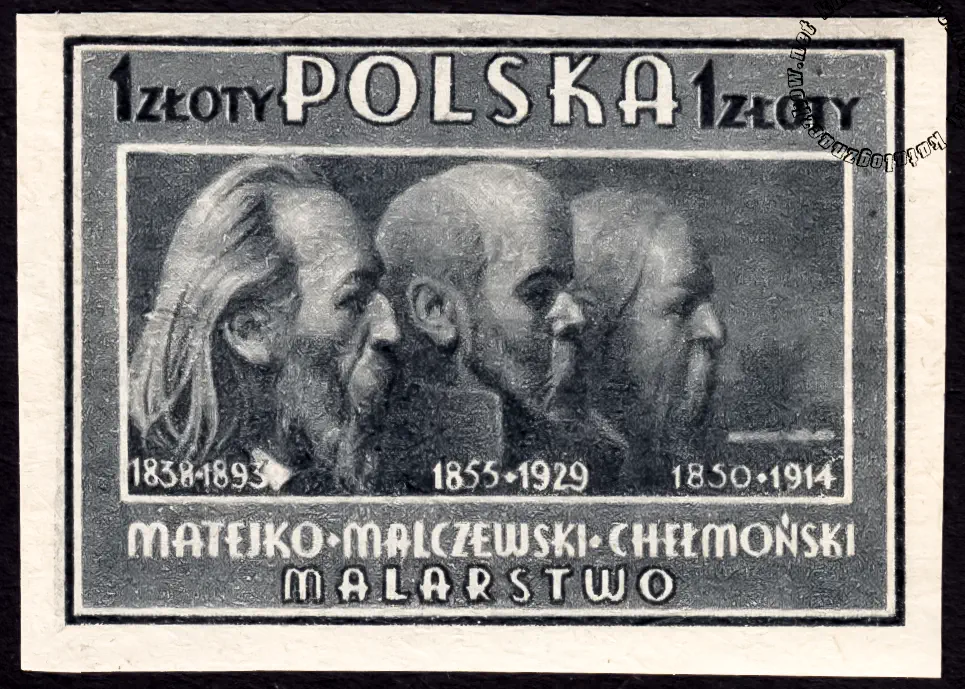 1 ZŁOTY POLSKA 1 ZŁOTY
1838·1893 1855·1929 1850·1914
MATEJKO·MALCZEWSKI·CHEŁMOŃSKI
MALARSTWO